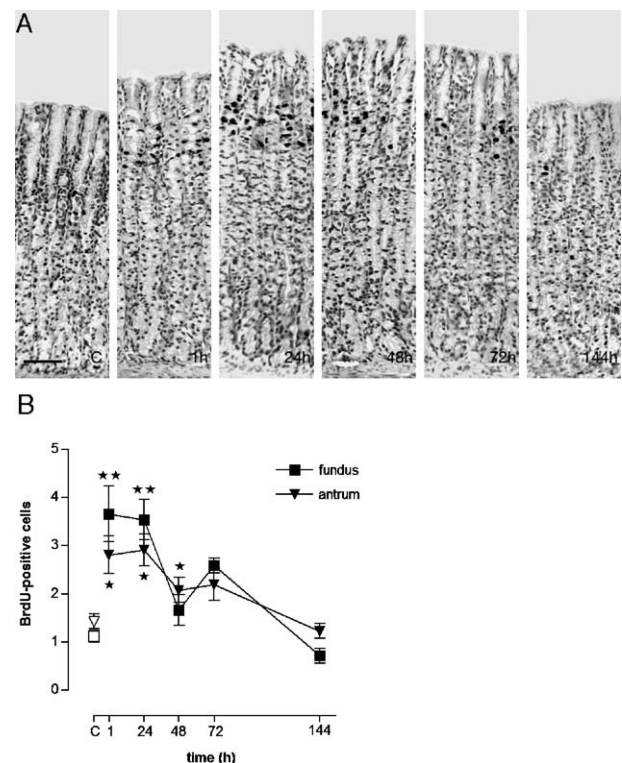 A
C 1h 24h 48h 72h 144h
B
5
4
3
2
1
0
BrdU-positive cells
fundus
antrum
★★ ★★
★ ★ ★
C 1 24 48 72 144
time (h)